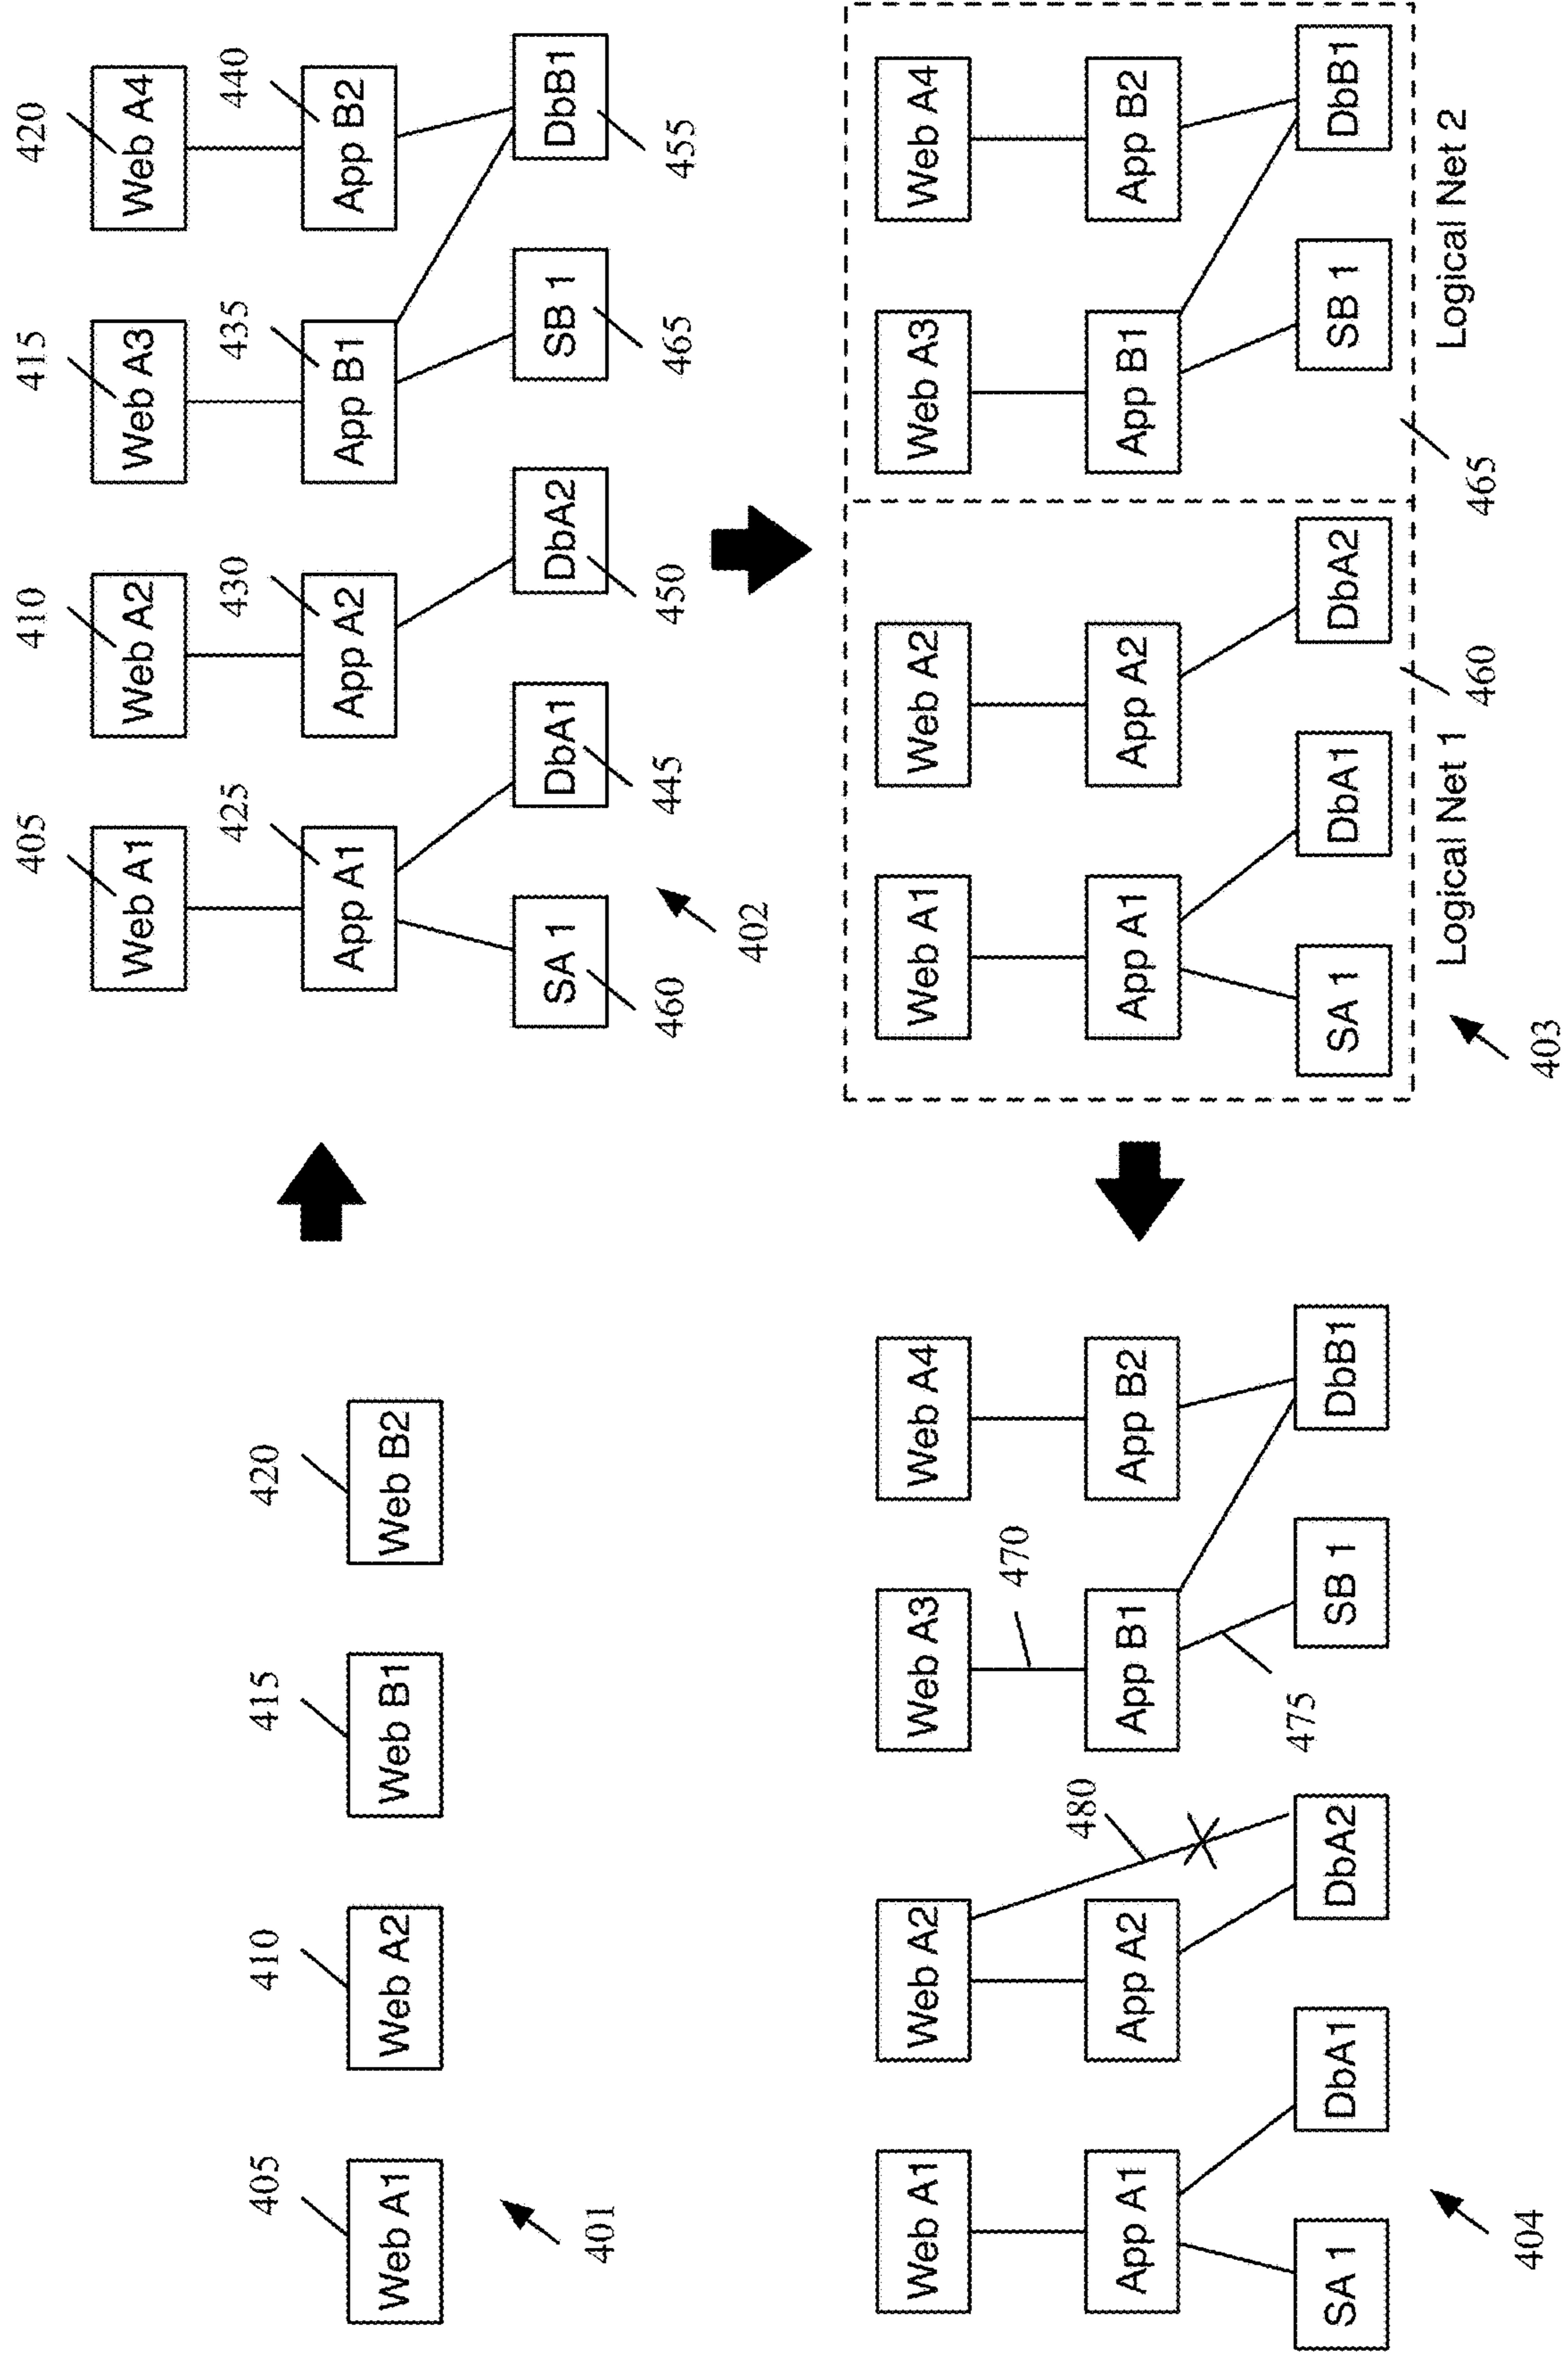 405
410
415
420
Web A1
Web A2
Web B1
Web B2
401
405
410
415
420
Web A1
Web A2
Web A3
Web A4
425
430
435
440
App A1
App A2
App B1
App B2
SA 1
DbA1
DbA2
SB 1
DbB1
460
445
450
465
455
402
Web A1
Web A2
Web A3
Web A4
App A1
App A2
App B1
App B2
SA 1
DbA1
DbA2
SB 1
DbB1
Logical Net 1
460
465
Logical Net 2
403
Web A1
Web A2
Web A3
Web A4
480
470
App A1
App A2
App B1
App B2
475
SA 1
DbA1
DbA2
SB 1
DbB1
404